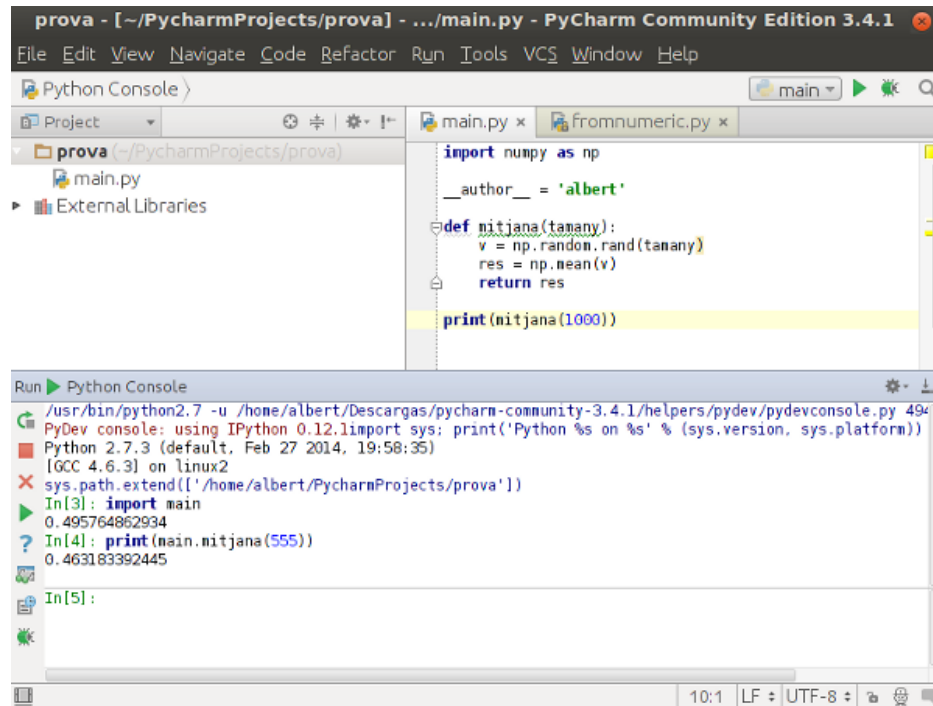 prova - [~/PycharmProjects/prova] - .../main.py - PyCharm Community Edition 3.4.1
File Edit View Navigate Code Refactor Run Tools VCS Window Help
Python Console
main
Project
main.py
fromnumeric.py
prova (~/PycharmProjects/prova)
main.py
External Libraries
import numpy as np
__author__ = 'albert'
def mitjana(tamany):
v = np.random.rand(tamany)
res = np.mean(v)
return res
print(mitjana(1000))
Run Python Console
/usr/bin/python2.7 -u /home/albert/Descargas/pycharm-community-3.4.1/helpers/pydev/pydevconsole.py
PyDev console: using IPython 0.12.1import sys; print('Python %s on %s' % (sys.version, sys.platform))
Python 2.7.3 (default, Feb 27 2014, 19:58:35)
[GCC 4.6.3] on linux2
sys.path.extend(['/home/albert/PycharmProjects/prova'])
In[3]: import main
0.495764862934
In[4]: print(main.mitjana(555))
0.463183392445
In[5]:
10:1 LF UTF-8